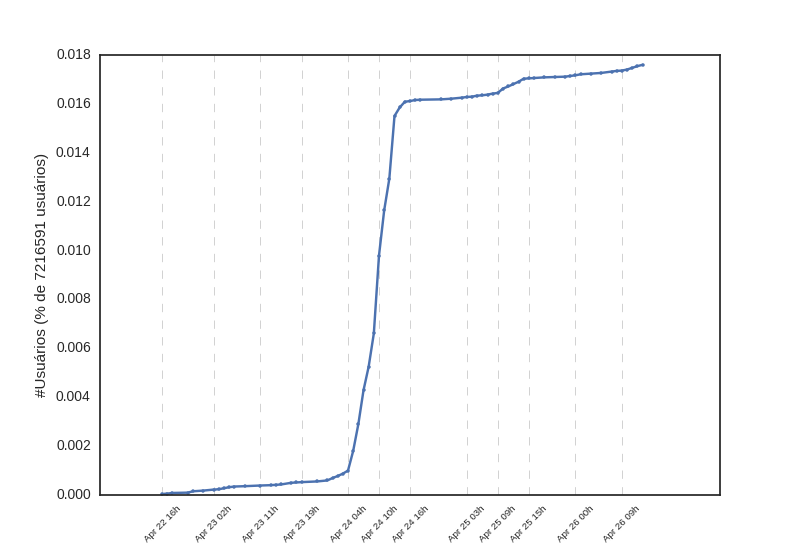 0.018
0.016
0.014
0.012
0.010
0.008
0.006
0.004
0.002
0.000
#Usuários (% de 7216591 usuários)
Apr 22 16h
Apr 23 02h
Apr 23 11h
Apr 23 19h
Apr 24 04h
Apr 24 10h
Apr 24 16h
Apr 25 03h
Apr 25 09h
Apr 25 15h
Apr 26 00h
Apr 26 09h